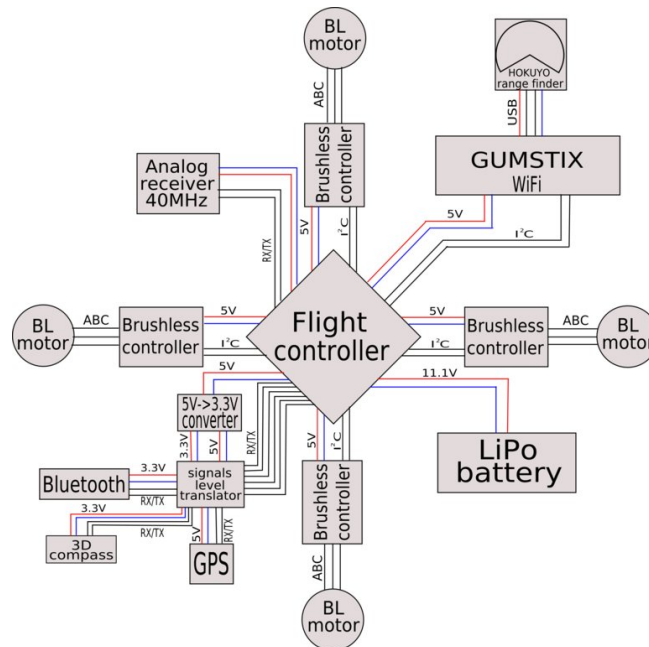 BL
motor
HOKUYO
range finder
ABC
USB
Brushless
controller
GUMSTIX
WiFi
Analog
receiver
40MHz
RX/TX
5V
I²C
5V
I²C
BL
motor
ABC
Brushless
controller
5V
I²C
Flight
controller
5V
I²C
Brushless
controller
ABC
BL
motor
5V
5V->3.3V
converter
3.3V
5V
RX/TX
11.1V
LiPo
battery
5V
I²C
Bluetooth
3.3V
RX/TX
signals
level
translator
3.3V
RX/TX
3D
compass
5V
RX/TX
GPS
Brushless
controller
ABC
BL
motor